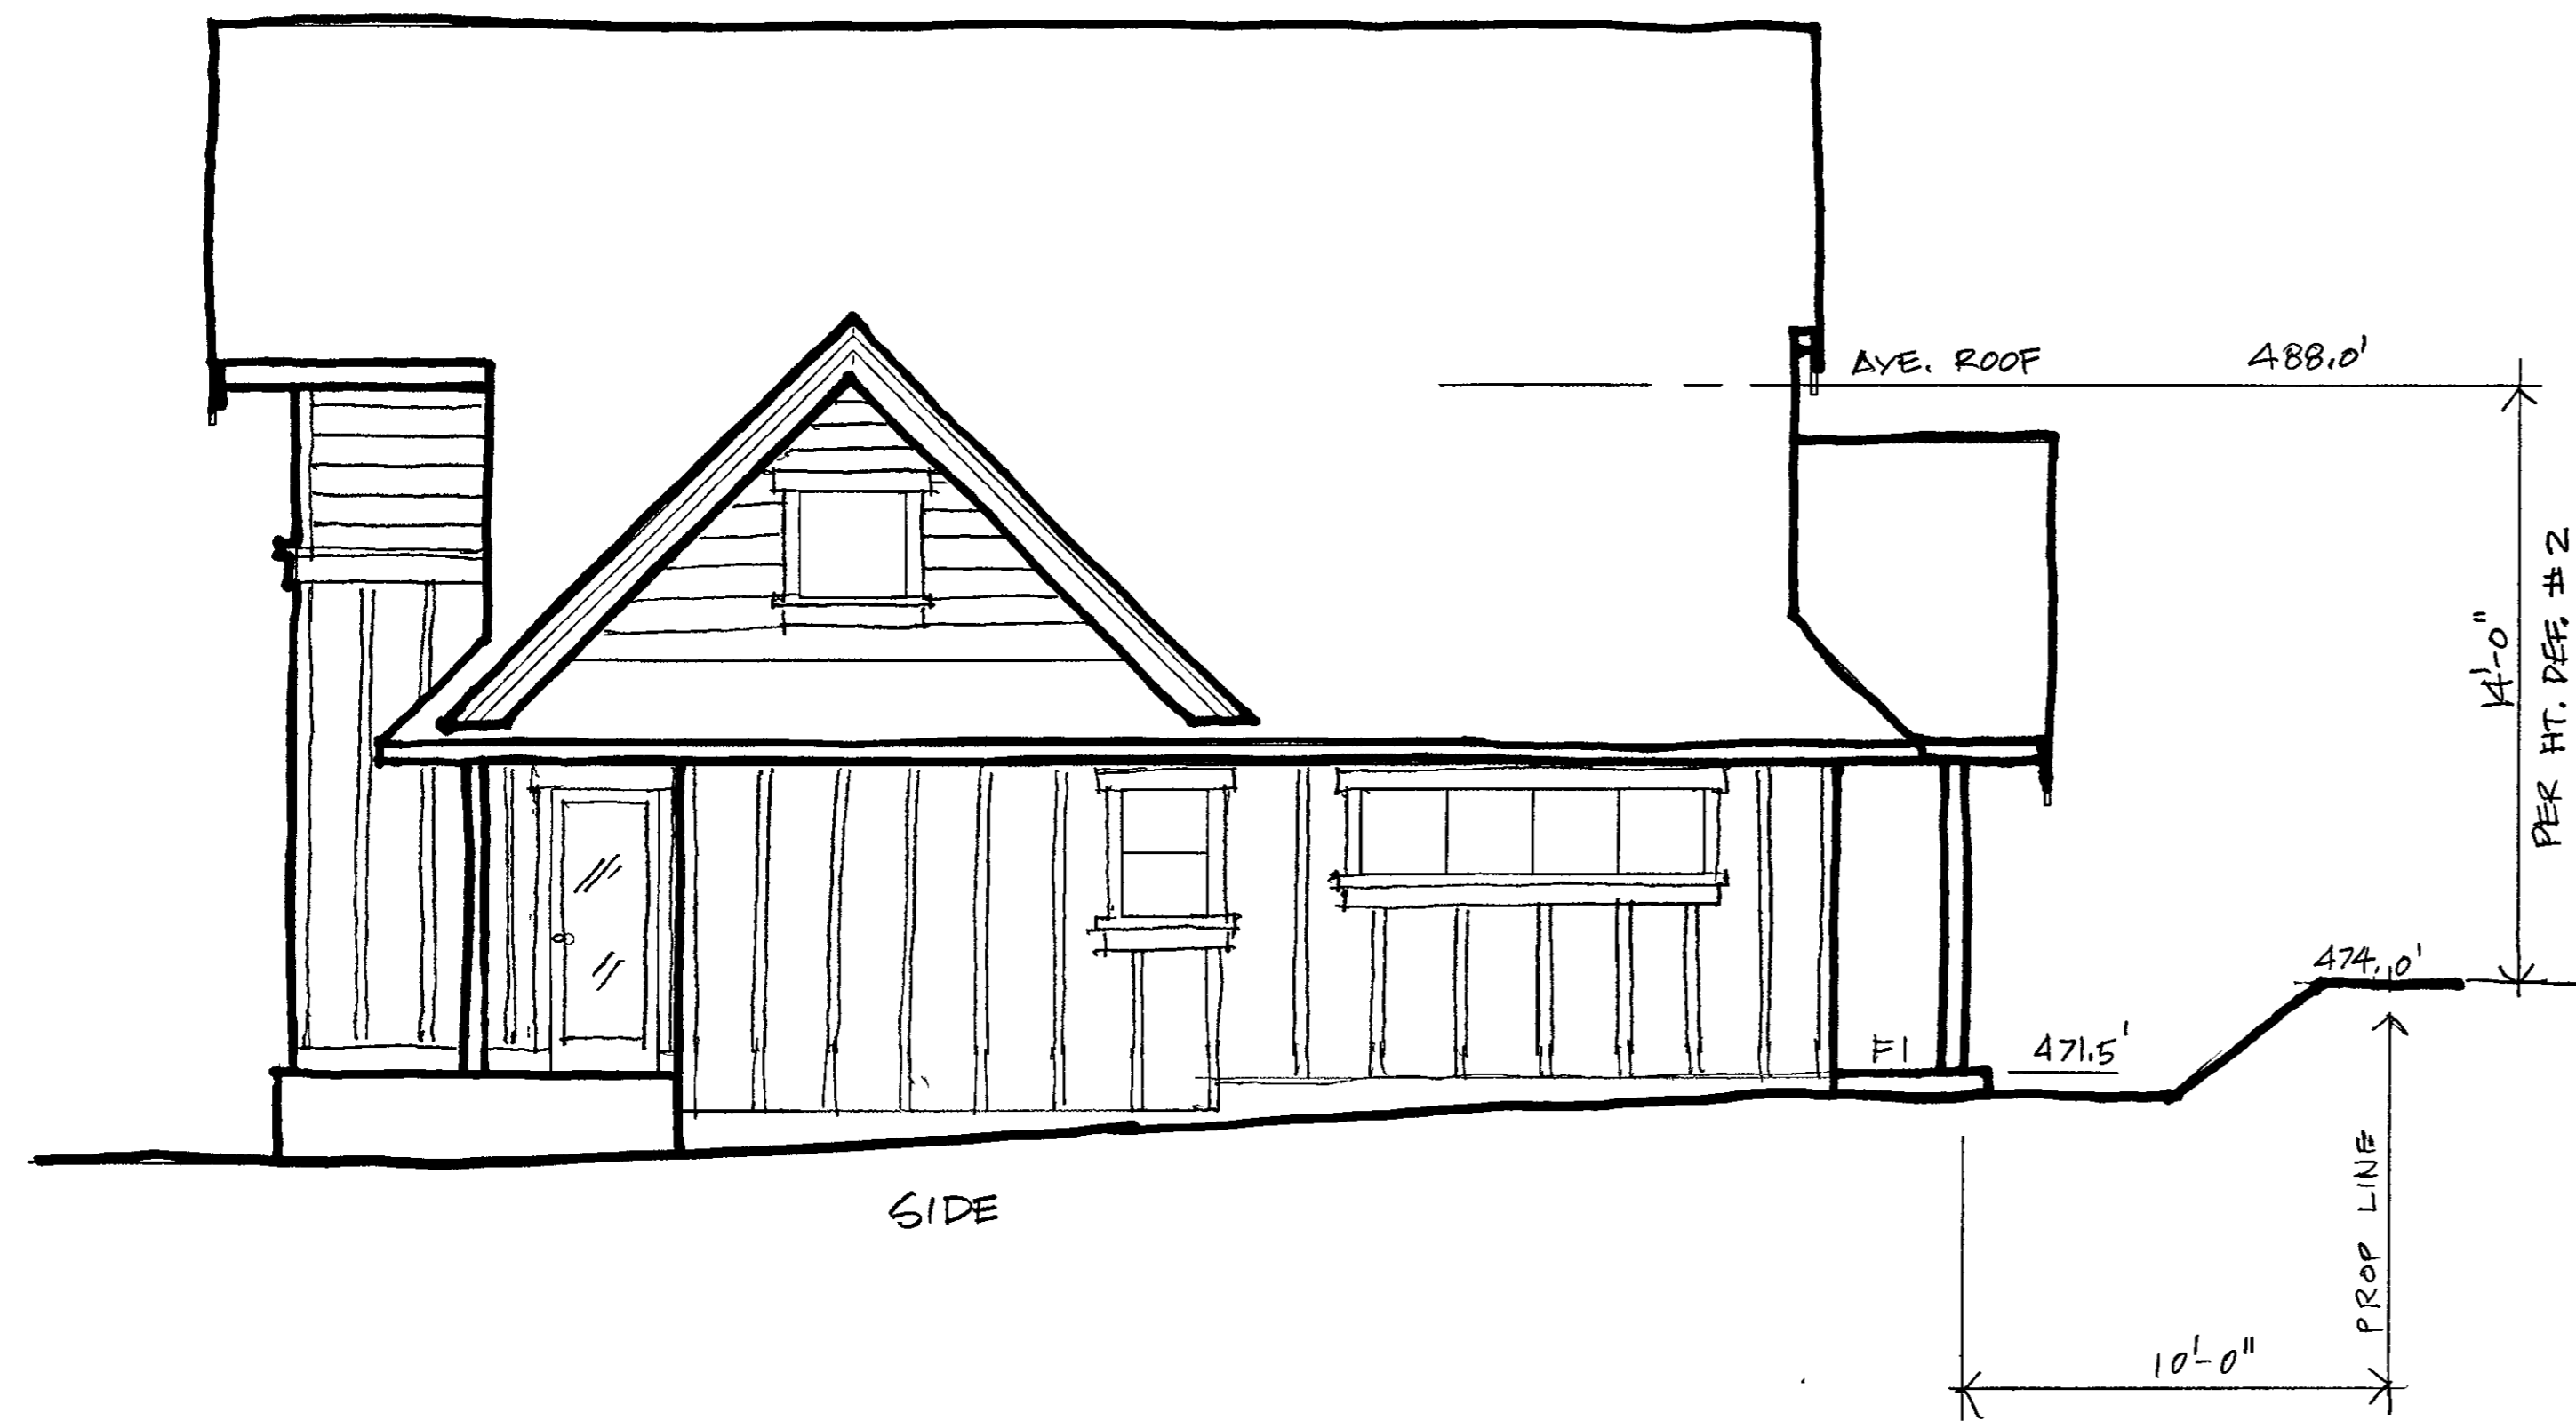 AVE. ROOF 488.0'
14'-0"
PER HT. DEF. #2
474.0'
F1 471.5'
PROP LINE
SIDE
10'-0"